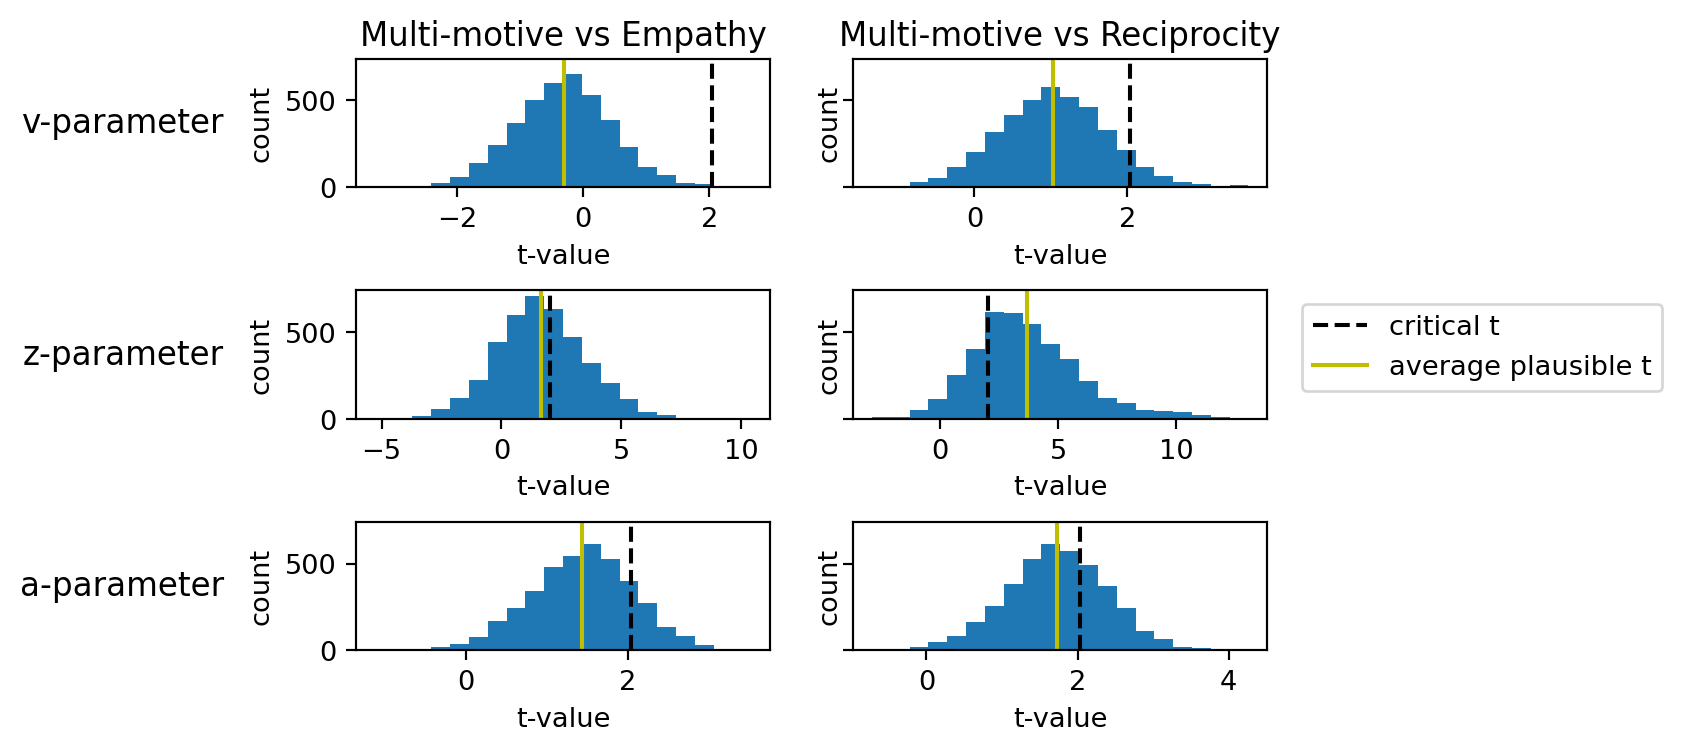 Multi-motive vs Empathy
Multi-motive vs Reciprocity
v-parameter
count
500
0
−2
0
2
t-value
count
0
2
t-value
z-parameter
count
500
0
−5
0
5
10
t-value
count
0
5
10
t-value
critical t
average plausible t
a-parameter
count
500
0
0
2
t-value
count
0
2
4
t-value